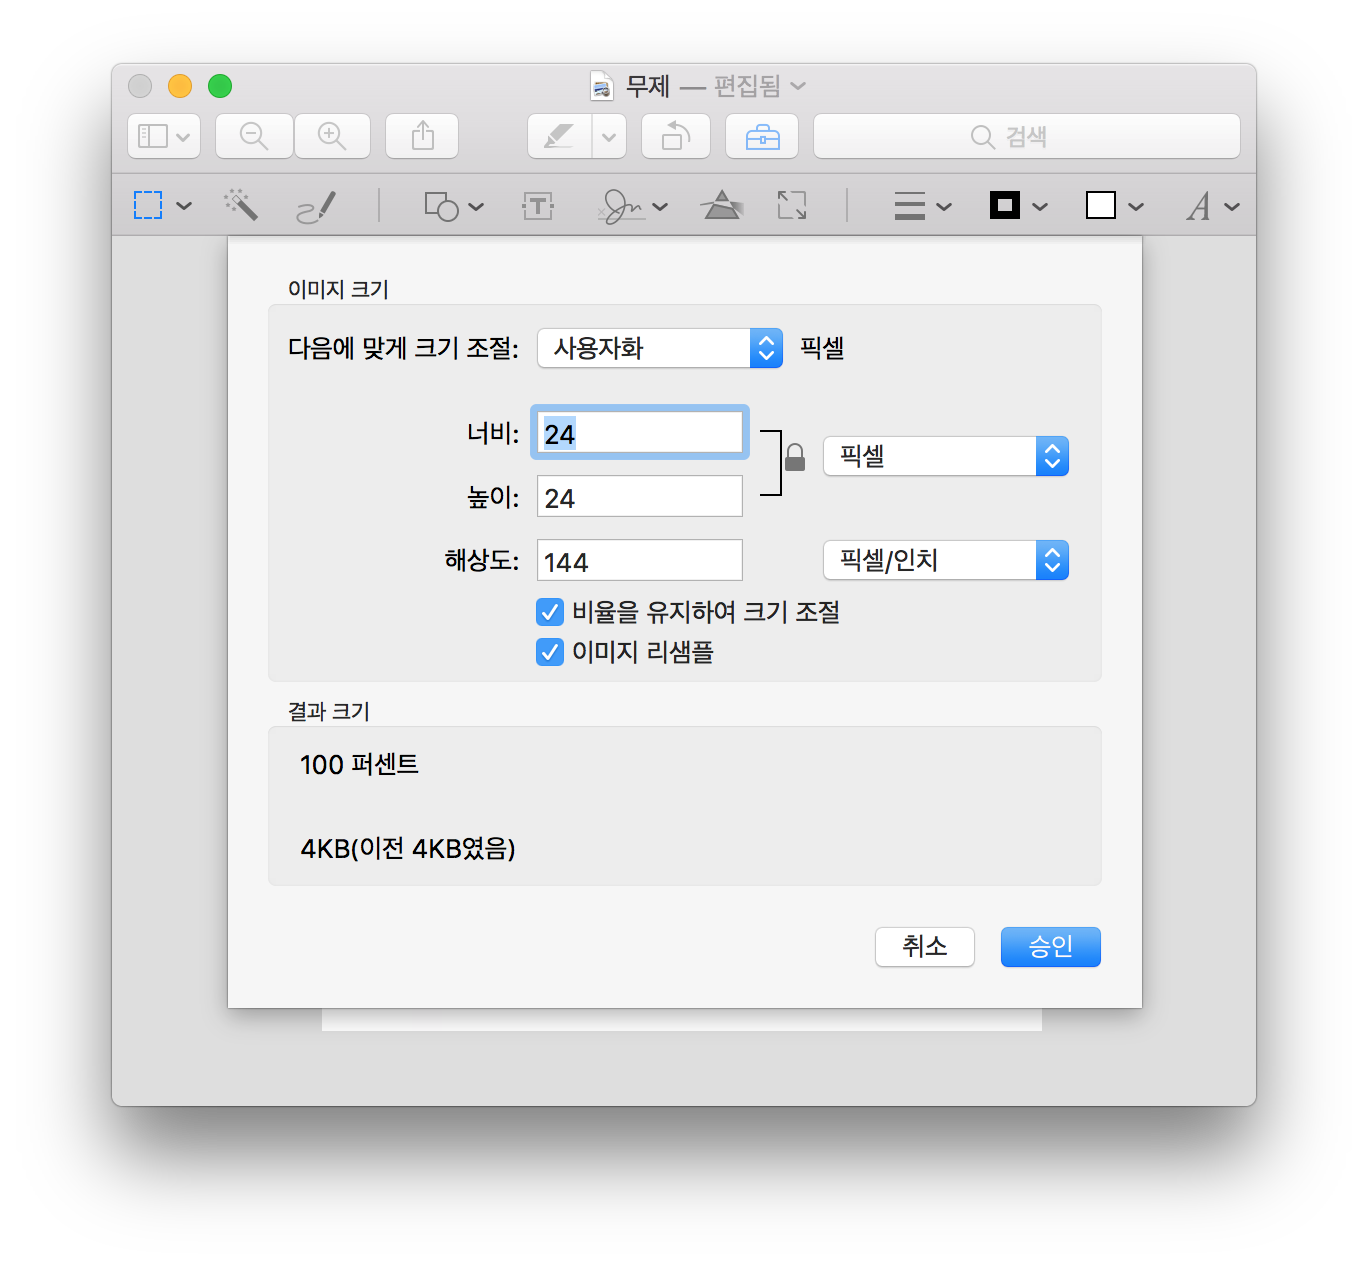 무제 — 편집됨
검색
이미지 크기
다음에 맞게 크기 조절: 사용자화 픽셀
너비: 24
픽셀
높이: 24
해상도: 144 픽셀/인치
비율을 유지하여 크기 조절
이미지 리샘플
결과 크기
100 퍼센트
4KB(이전 4KB였음)
취소 승인